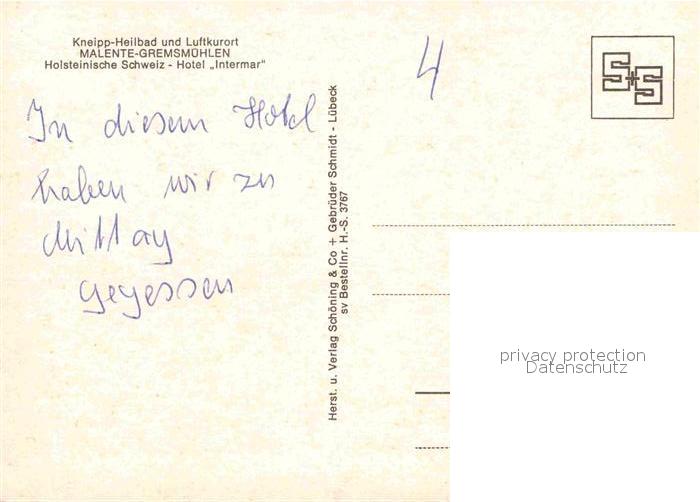 Kneipp-Heilbad und Luftkurort
MALENTE-GREMSMÜHLEN
Holsteinische Schweiz - Hotel „Intermar"
In diesem Hotel
haben wir zu
Mittag
gegessen
Herst. u. Verlag Schöning & Co + Gebrüder Schmidt - Lübeck
sv Bestellnr. H.-S. 3767
4
S+S
privacy protection
Datenschutz